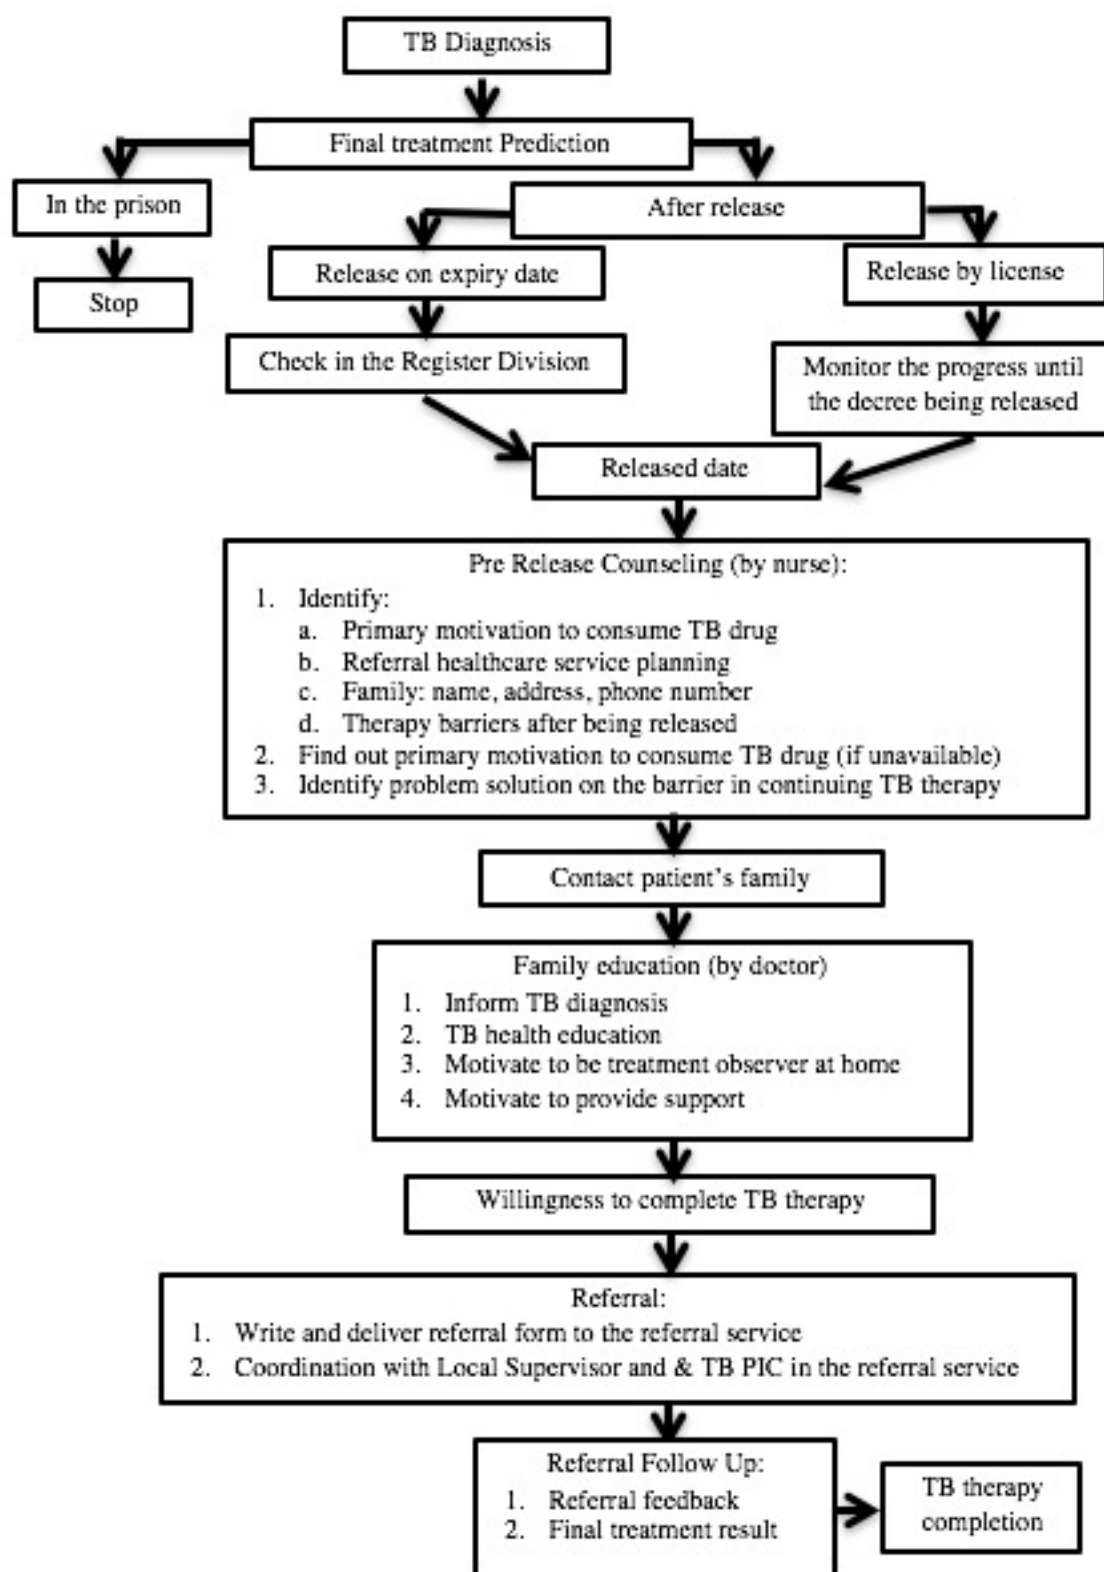 TB Diagnosis
Final treatment Prediction
In the prison
After release
Release on expiry date
Release by license
Stop
Check in the Register Division
Monitor the progress until
the decree being released
Released date
Pre Release Counseling (by nurse):
1. Identify:
a. Primary motivation to consume TB drug
b. Referral healthcare service planning
c. Family: name, address, phone number
d. Therapy barriers after being released
2. Find out primary motivation to consume TB drug (if unavailable)
3. Identify problem solution on the barrier in continuing TB therapy
Contact patient's family
Family education (by doctor)
1. Inform TB diagnosis
2. TB health education
3. Motivate to be treatment observer at home
4. Motivate to provide support
Willingness to complete TB therapy
Referral:
1. Write and deliver referral form to the referral service
2. Coordination with Local Supervisor and & TB PIC in the referral service
Referral Follow Up:
1. Referral feedback
2. Final treatment result
TB therapy
completion